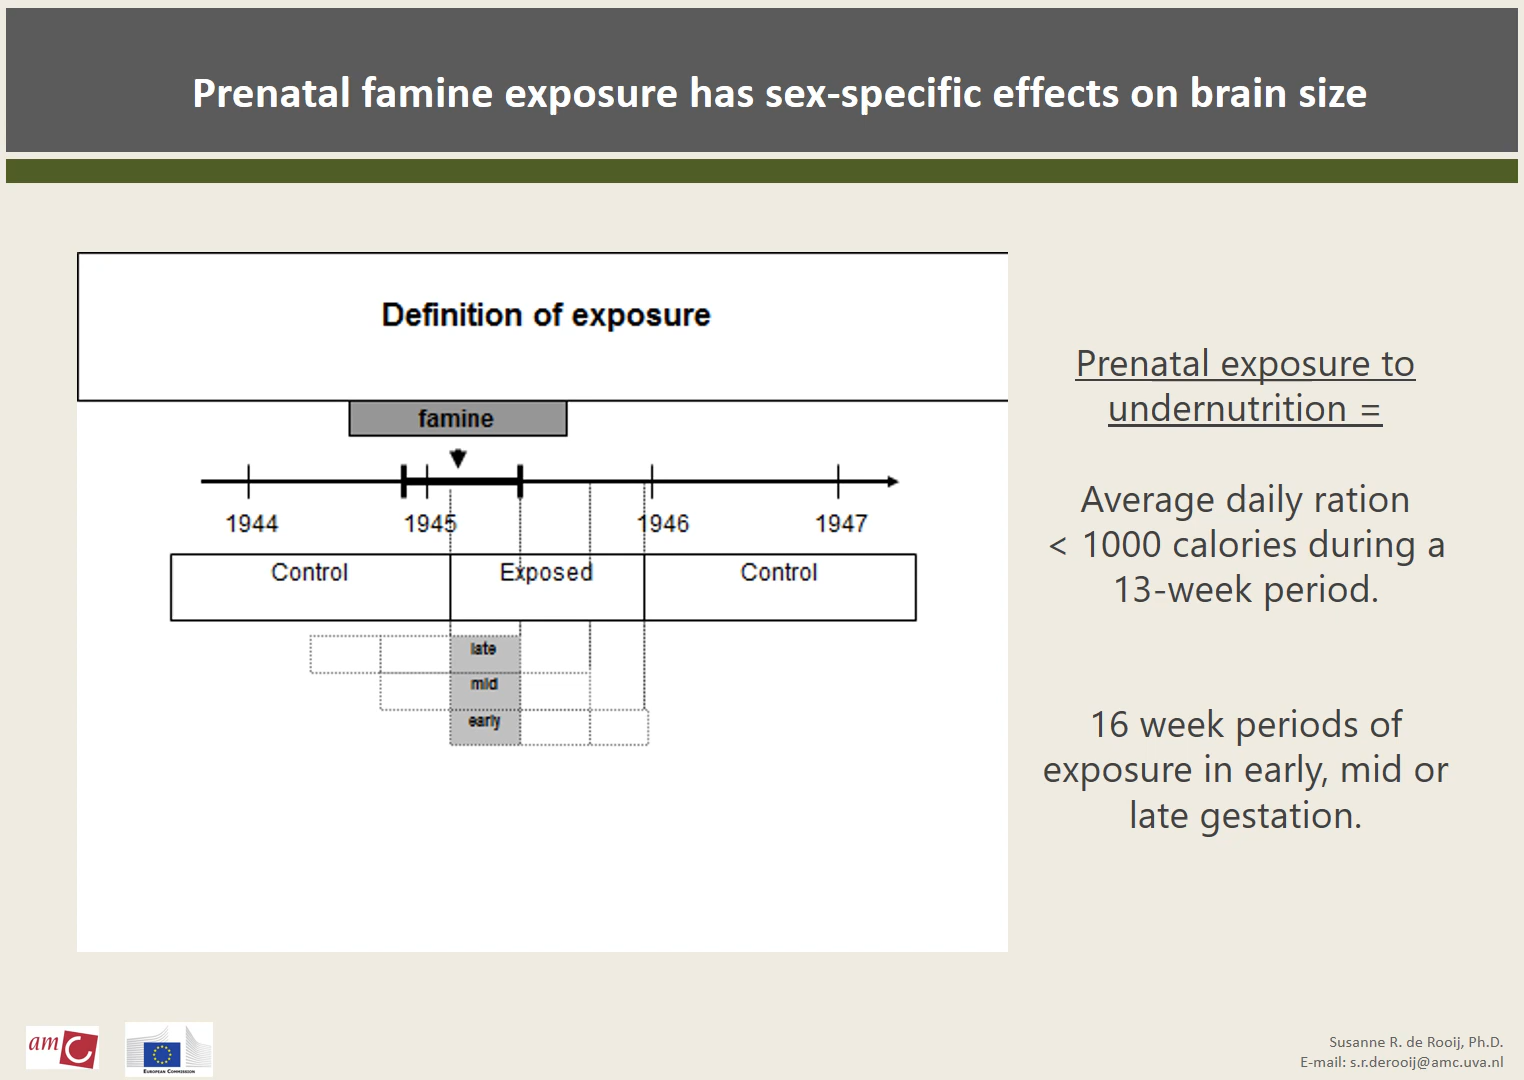 Prenatal famine exposure has sex-specific effects on brain size
Definition of exposure
famine
1944 1945 1946 1947
Control Exposed Control
late
mid
early
Prenatal exposure to
undernutrition =
Average daily ration
< 1000 calories during a
13-week period.
16 week periods of
exposure in early, mid or
late gestation.
amC
EUROPEAN COMMISSION
Susanne R. de Rooij, Ph.D.
E-mail: s.r.derooij@amc.uva.nl